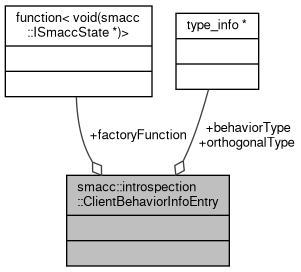 function< void(smacc
::ISmaccState *)>
type_info *
+factoryFunction
+behaviorType
+orthogonalType
smacc::introspection
::ClientBehaviorInfoEntry